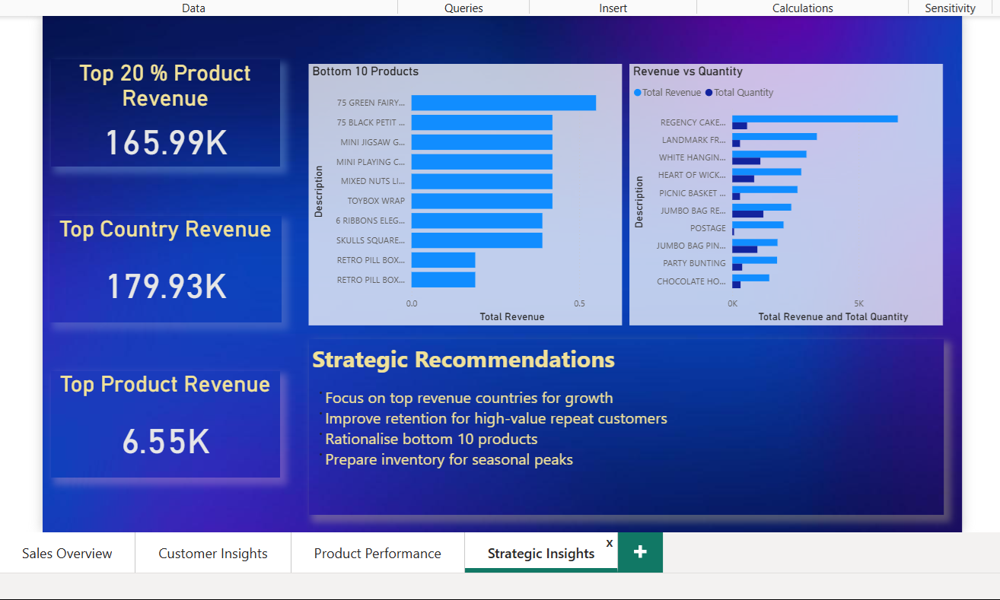 Data Queries Insert Calculations Sensitivity
Top 20 % Product
Revenue
165.99K
Top Country Revenue
179.93K
Top Product Revenue
6.55K
Bottom 10 Products
Description
75 GREEN FAIRY...
75 BLACK PETIT ...
MINI JIGSAW G...
MINI PLAYING C...
MIXED NUTS LI...
TOYBOX WRAP
6 RIBBONS ELEG...
SKULLS SQUARE...
RETRO PILL BOX...
RETRO PILL BOX...
0.0 0.5
Total Revenue
Revenue vs Quantity
Total Revenue Total Quantity
Description
REGENCY CAKE...
LANDMARK FR...
WHITE HANGIN...
HEART OF WICK...
PICNIC BASKET ...
JUMBO BAG RE...
POSTAGE
JUMBO BAG PIN...
PARTY BUNTING
CHOCOLATE HO...
0K 5K
Total Revenue and Total Quantity
Strategic Recommendations
Focus on top revenue countries for growth
Improve retention for high-value repeat customers
Rationalise bottom 10 products
Prepare inventory for seasonal peaks
Sales Overview Customer Insights Product Performance Strategic Insights x +